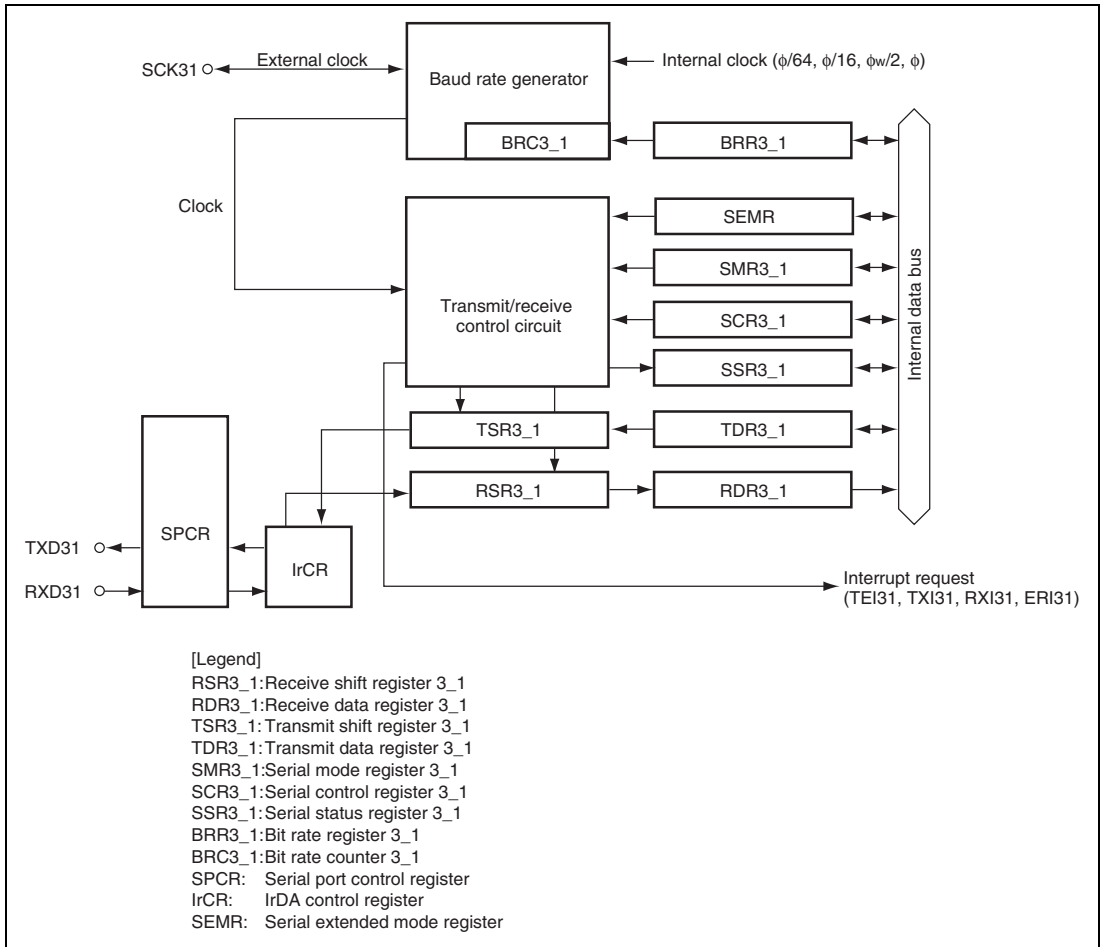 SCK31
External clock
Baud rate generator
Internal clock (ϕ/64, ϕ/16, ϕw/2, ϕ)
BRC3_1
BRR3_1
Clock
SEMR
SMR3_1
Transmit/receive
control circuit
SCR3_1
SSR3_1
Internal data bus
TSR3_1
TDR3_1
RSR3_1
RDR3_1
SPCR
IrCR
TXD31
RXD31
Interrupt request
(TEI31, TXI31, RXI31, ERI31)
[Legend]
RSR3_1:Receive shift register 3_1
RDR3_1:Receive data register 3_1
TSR3_1: Transmit shift register 3_1
TDR3_1: Transmit data register 3_1
SMR3_1:Serial mode register 3_1
SCR3_1:Serial control register 3_1
SSR3_1:Serial status register 3_1
BRR3_1:Bit rate register 3_1
BRC3_1:Bit rate counter 3_1
SPCR: Serial port control register
IrCR: IrDA control register
SEMR: Serial extended mode register